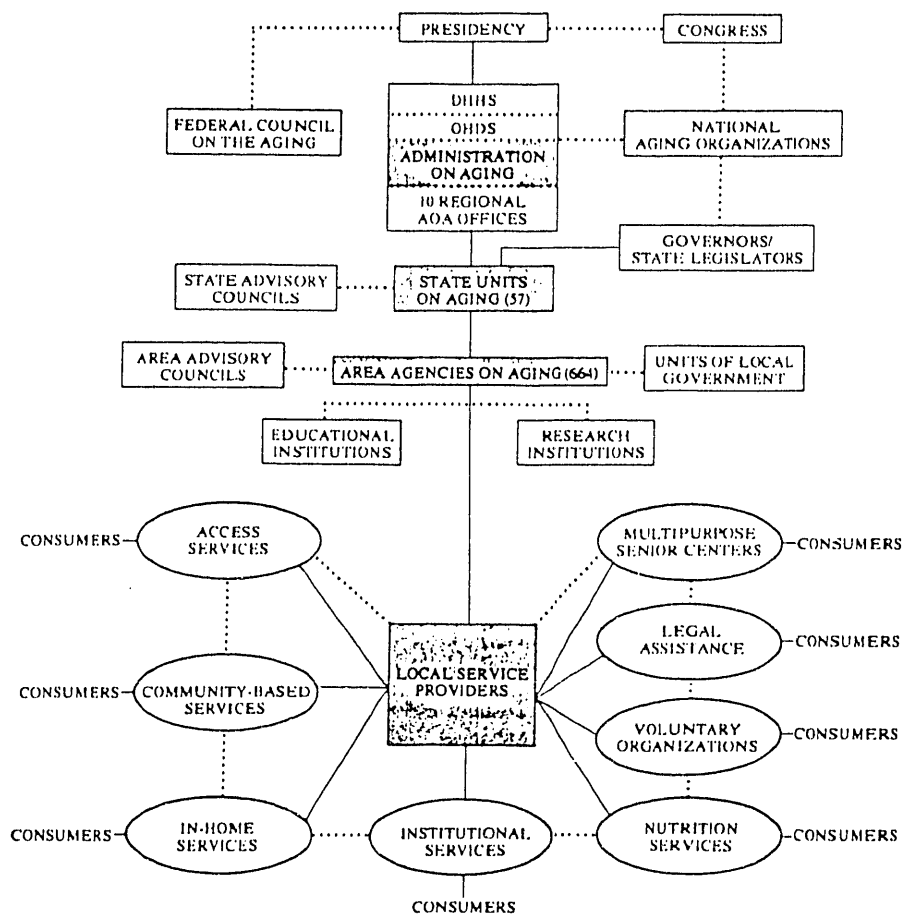 PRESIDENCY
CONGRESS
FEDERAL COUNCIL
ON THE AGING
DHHS
OHDS
ADMINISTRATION
ON AGING
10 REGIONAL
AOA OFFICES
NATIONAL
AGING ORGANIZATIONS
GOVERNORS/
STATE LEGISLATORS
STATE ADVISORY
COUNCILS
STATE UNITS
ON AGING (57)
AREA ADVISORY
COUNCILS
AREA AGENCIES ON AGING (664)
UNITS OF LOCAL
GOVERNMENT
EDUCATIONAL
INSTITUTIONS
RESEARCH
INSTITUTIONS
CONSUMERS
ACCESS
SERVICES
MULTIPURPOSE
SENIOR CENTERS
CONSUMERS
LEGAL
ASSISTANCE
CONSUMERS
CONSUMERS
COMMUNITY-BASED
SERVICES
LOCAL SERVICE
PROVIDERS
VOLUNTARY
ORGANIZATIONS
CONSUMERS
CONSUMERS
IN-HOME
SERVICES
INSTITUTIONAL
SERVICES
NUTRITION
SERVICES
CONSUMERS
CONSUMERS